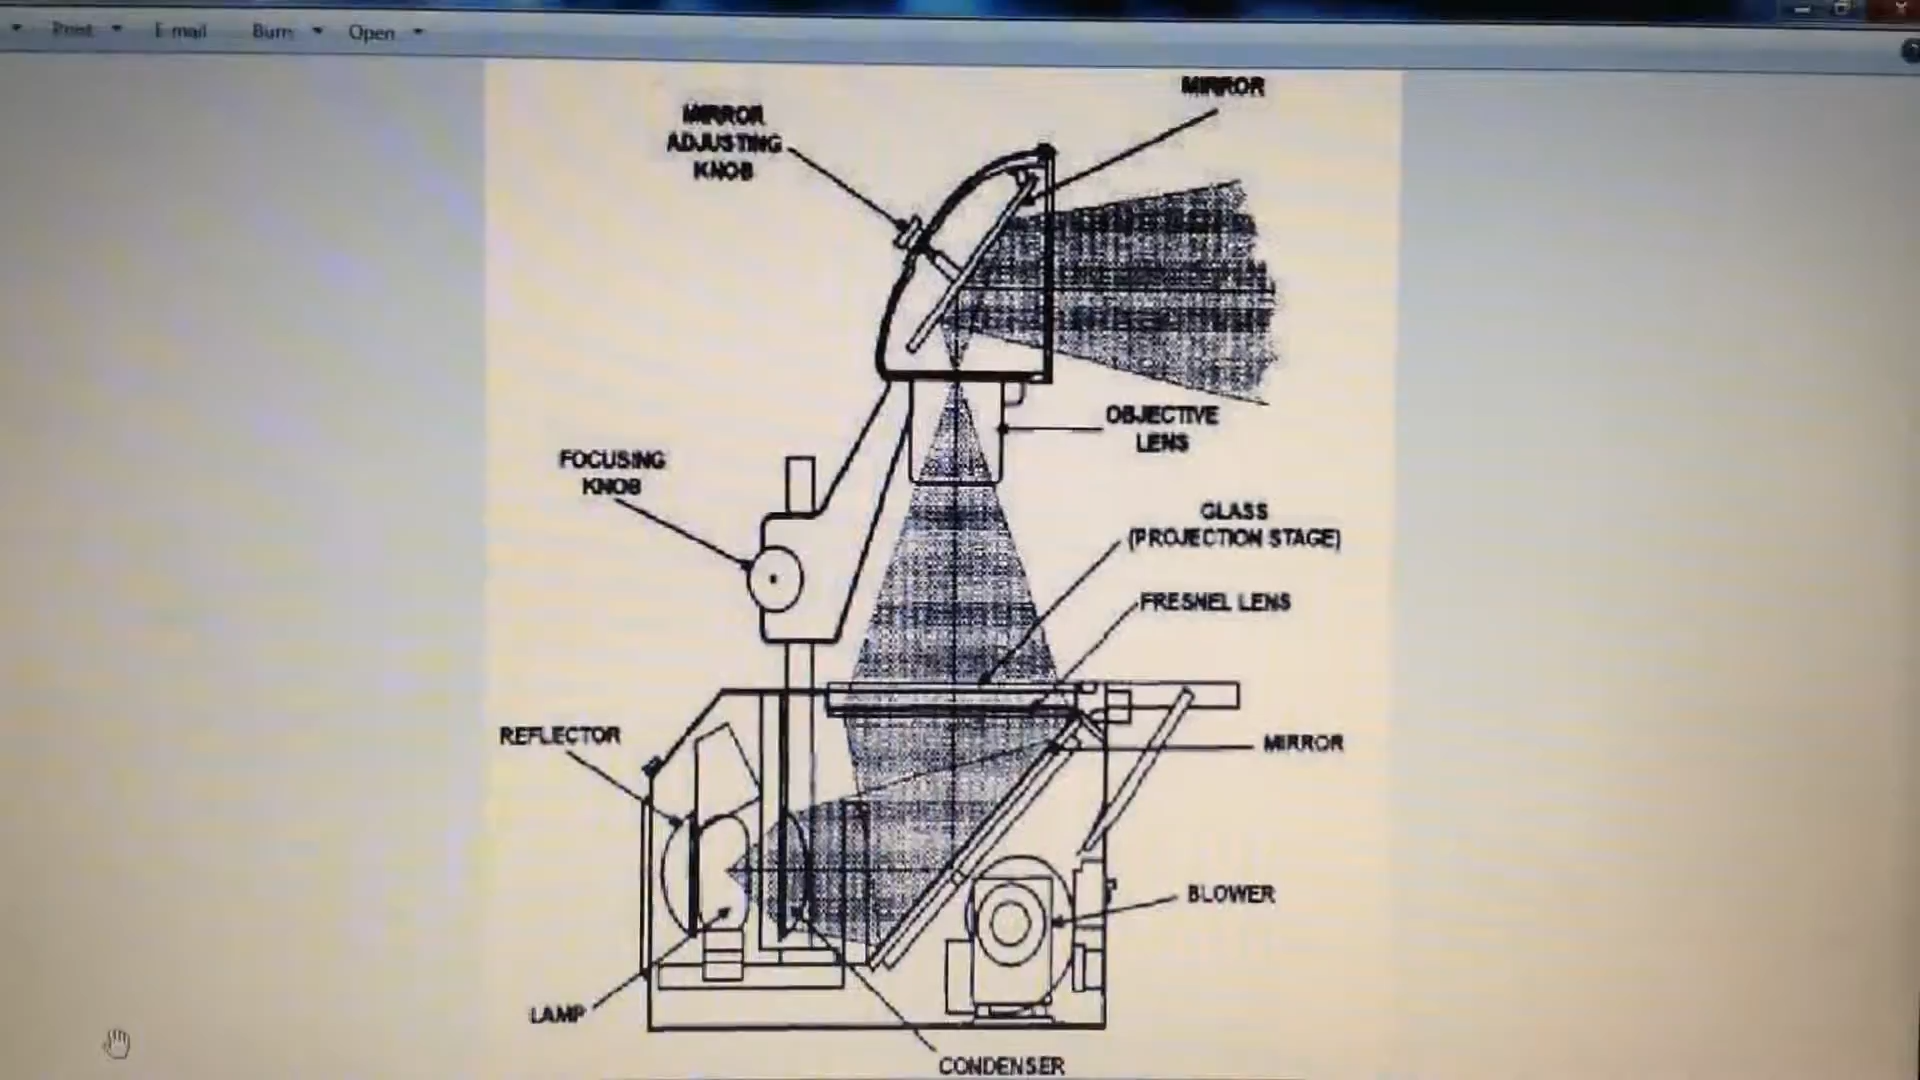 Print
E-mail
Burn
Open
MIRROR
MIRROR
ADJUSTING
KNOB
OBJECTIVE
LENS
FOCUSING
KNOB
GLASS
(PROJECTION STAGE)
FRESNEL LENS
REFLECTOR
MIRROR
BLOWER
LAMP
CONDENSER